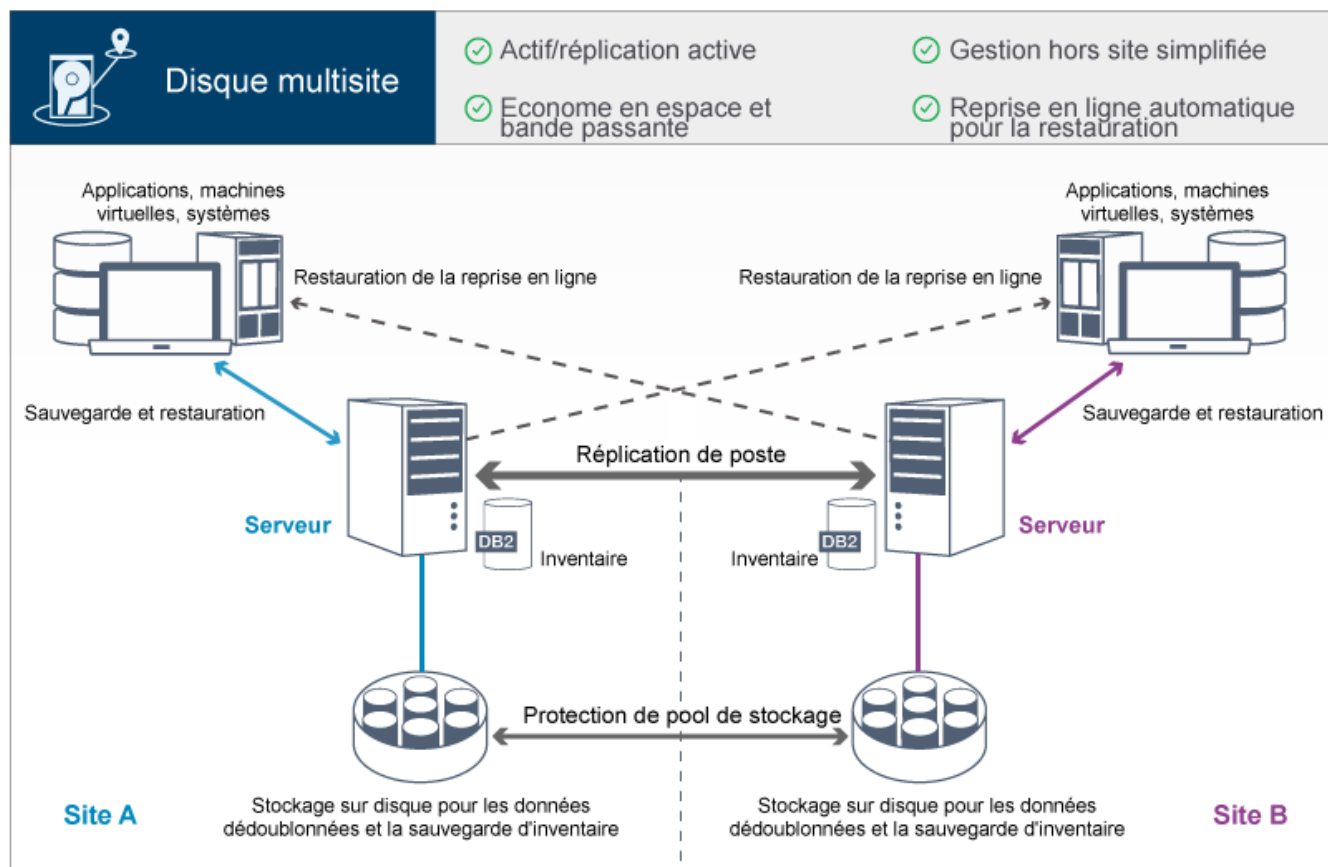 Disque multisite
Actif/réplication active
Gestion hors site simplifiée
Econome en espace et
bande passante
Reprise en ligne automatique
pour la restauration
Applications, machines
virtuelles, systèmes
Applications, machines
virtuelles, systèmes
Restauration de la reprise en ligne
Restauration de la reprise en ligne
Sauvegarde et restauration
Sauvegarde et restauration
Réplication de poste
Serveur
DB2
Inventaire
Inventaire
DB2
Serveur
Protection de pool de stockage
Site A
Stockage sur disque pour les données
dédoublonnées et la sauvegarde d'inventaire
Stockage sur disque pour les données
dédoublonnées et la sauvegarde d'inventaire
Site B